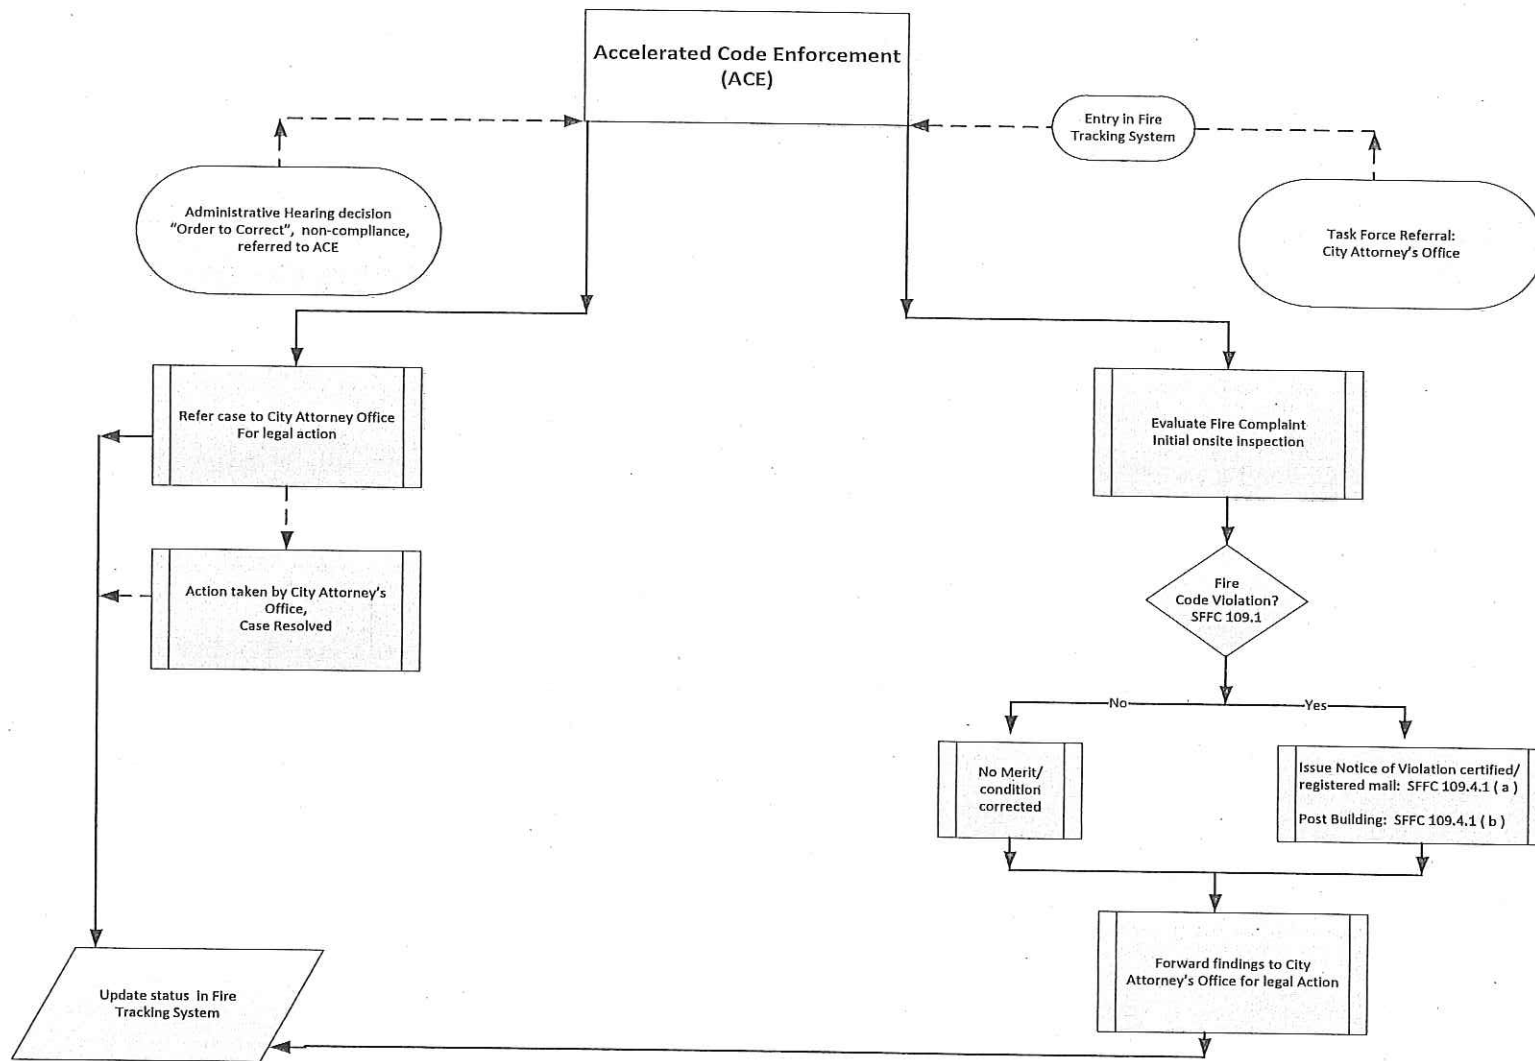 Accelerated Code Enforcement
(ACE)
Entry in Fire
Tracking System
Administrative Hearing decision
"Order to Correct", non-compliance,
referred to ACE
Task Force Referral:
City Attorney's Office
Refer case to City Attorney Office
For legal action
Evaluate Fire Complaint
Initial onsite inspection
Action taken by City Attorney's
Office,
Case Resolved
Fire
Code Violation?
SFFC 109.1
No
Yes
No Merit/
condition
corrected
Issue Notice of Violation certified/
registered mail: SFFC 109.4.1 ( a )
Post Building: SFFC 109.4.1 ( b )
Forward findings to City
Attorney's Office for legal Action
Update status in Fire
Tracking System